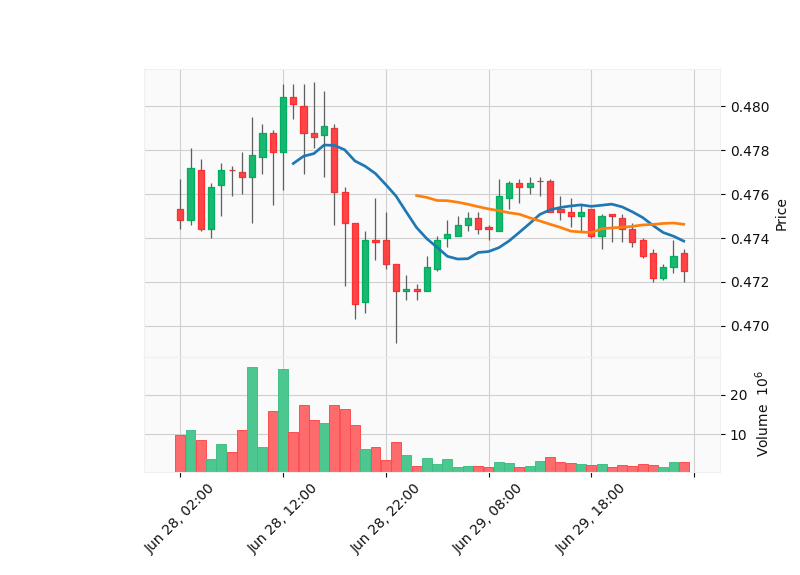 0.480
0.478
0.476
0.474
0.472
0.470
Price
20
10
Volume 10^6
Jun 28, 02:00
Jun 28, 12:00
Jun 28, 22:00
Jun 29, 08:00
Jun 29, 18:00